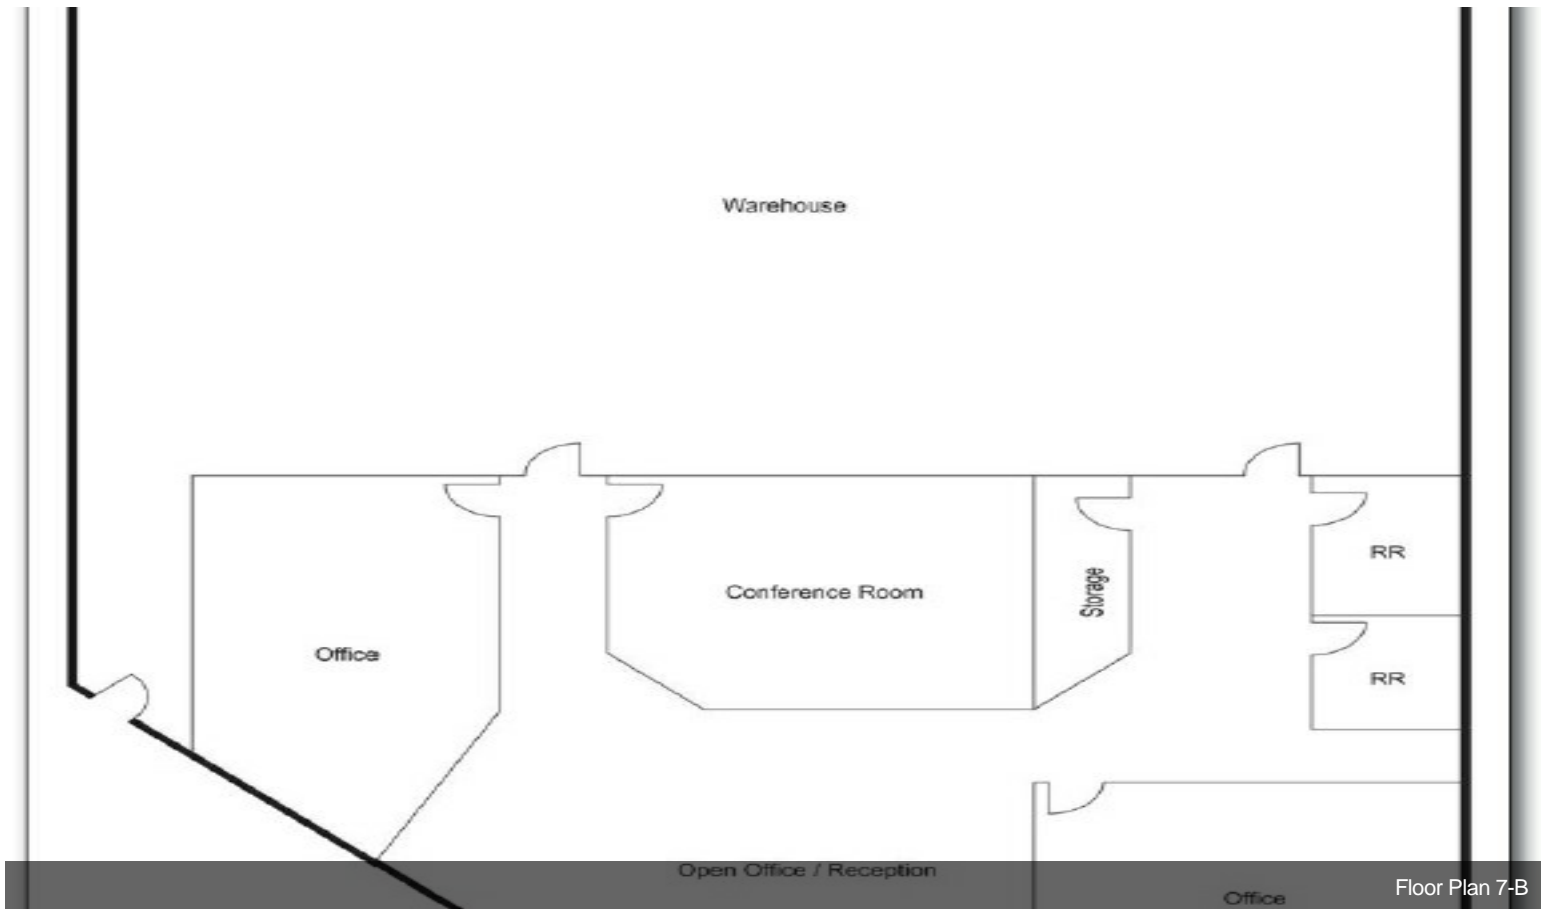 Warehouse
RR
Conference Room
Storage
Office
RR
Open Office / Reception
Floor Plan 7-B
Office